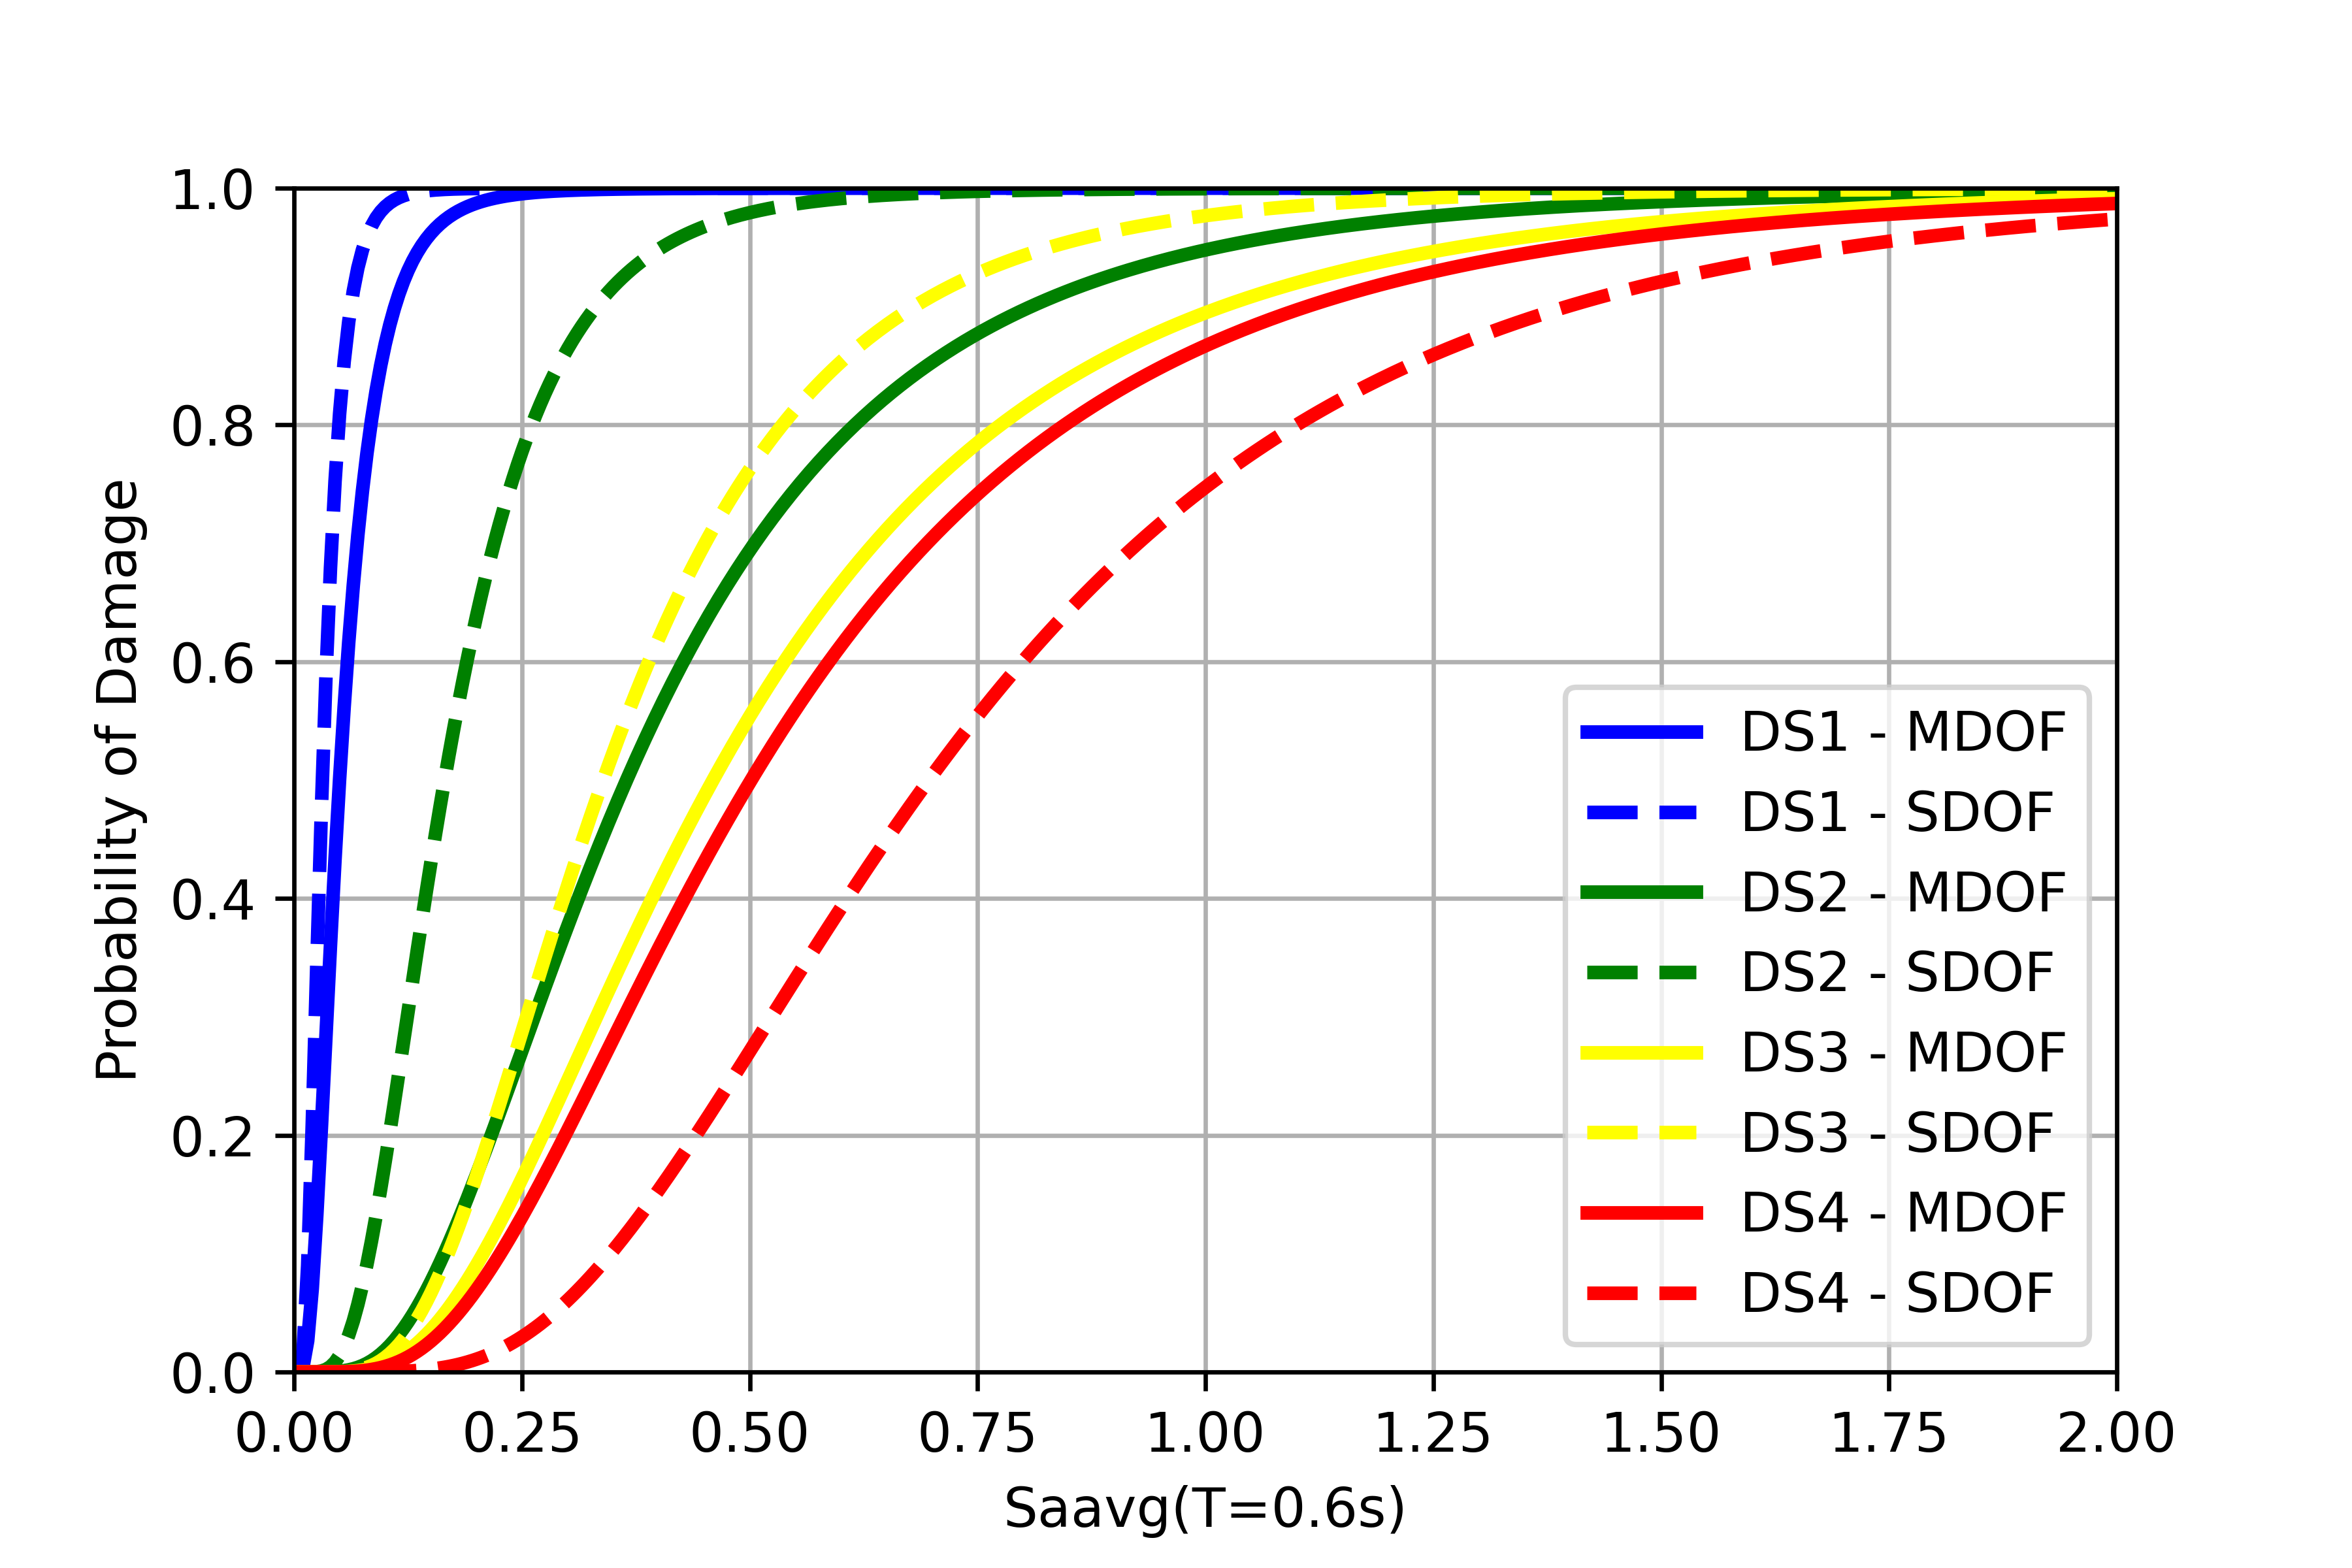 1.0
0.8
0.6
0.4
0.2
0.0
Probability of Damage
0.00 0.25 0.50 0.75 1.00 1.25 1.50 1.75 2.00
Saavg(T=0.6s)
DS1 - MDOF
DS1 - SDOF
DS2 - MDOF
DS2 - SDOF
DS3 - MDOF
DS3 - SDOF
DS4 - MDOF
DS4 - SDOF